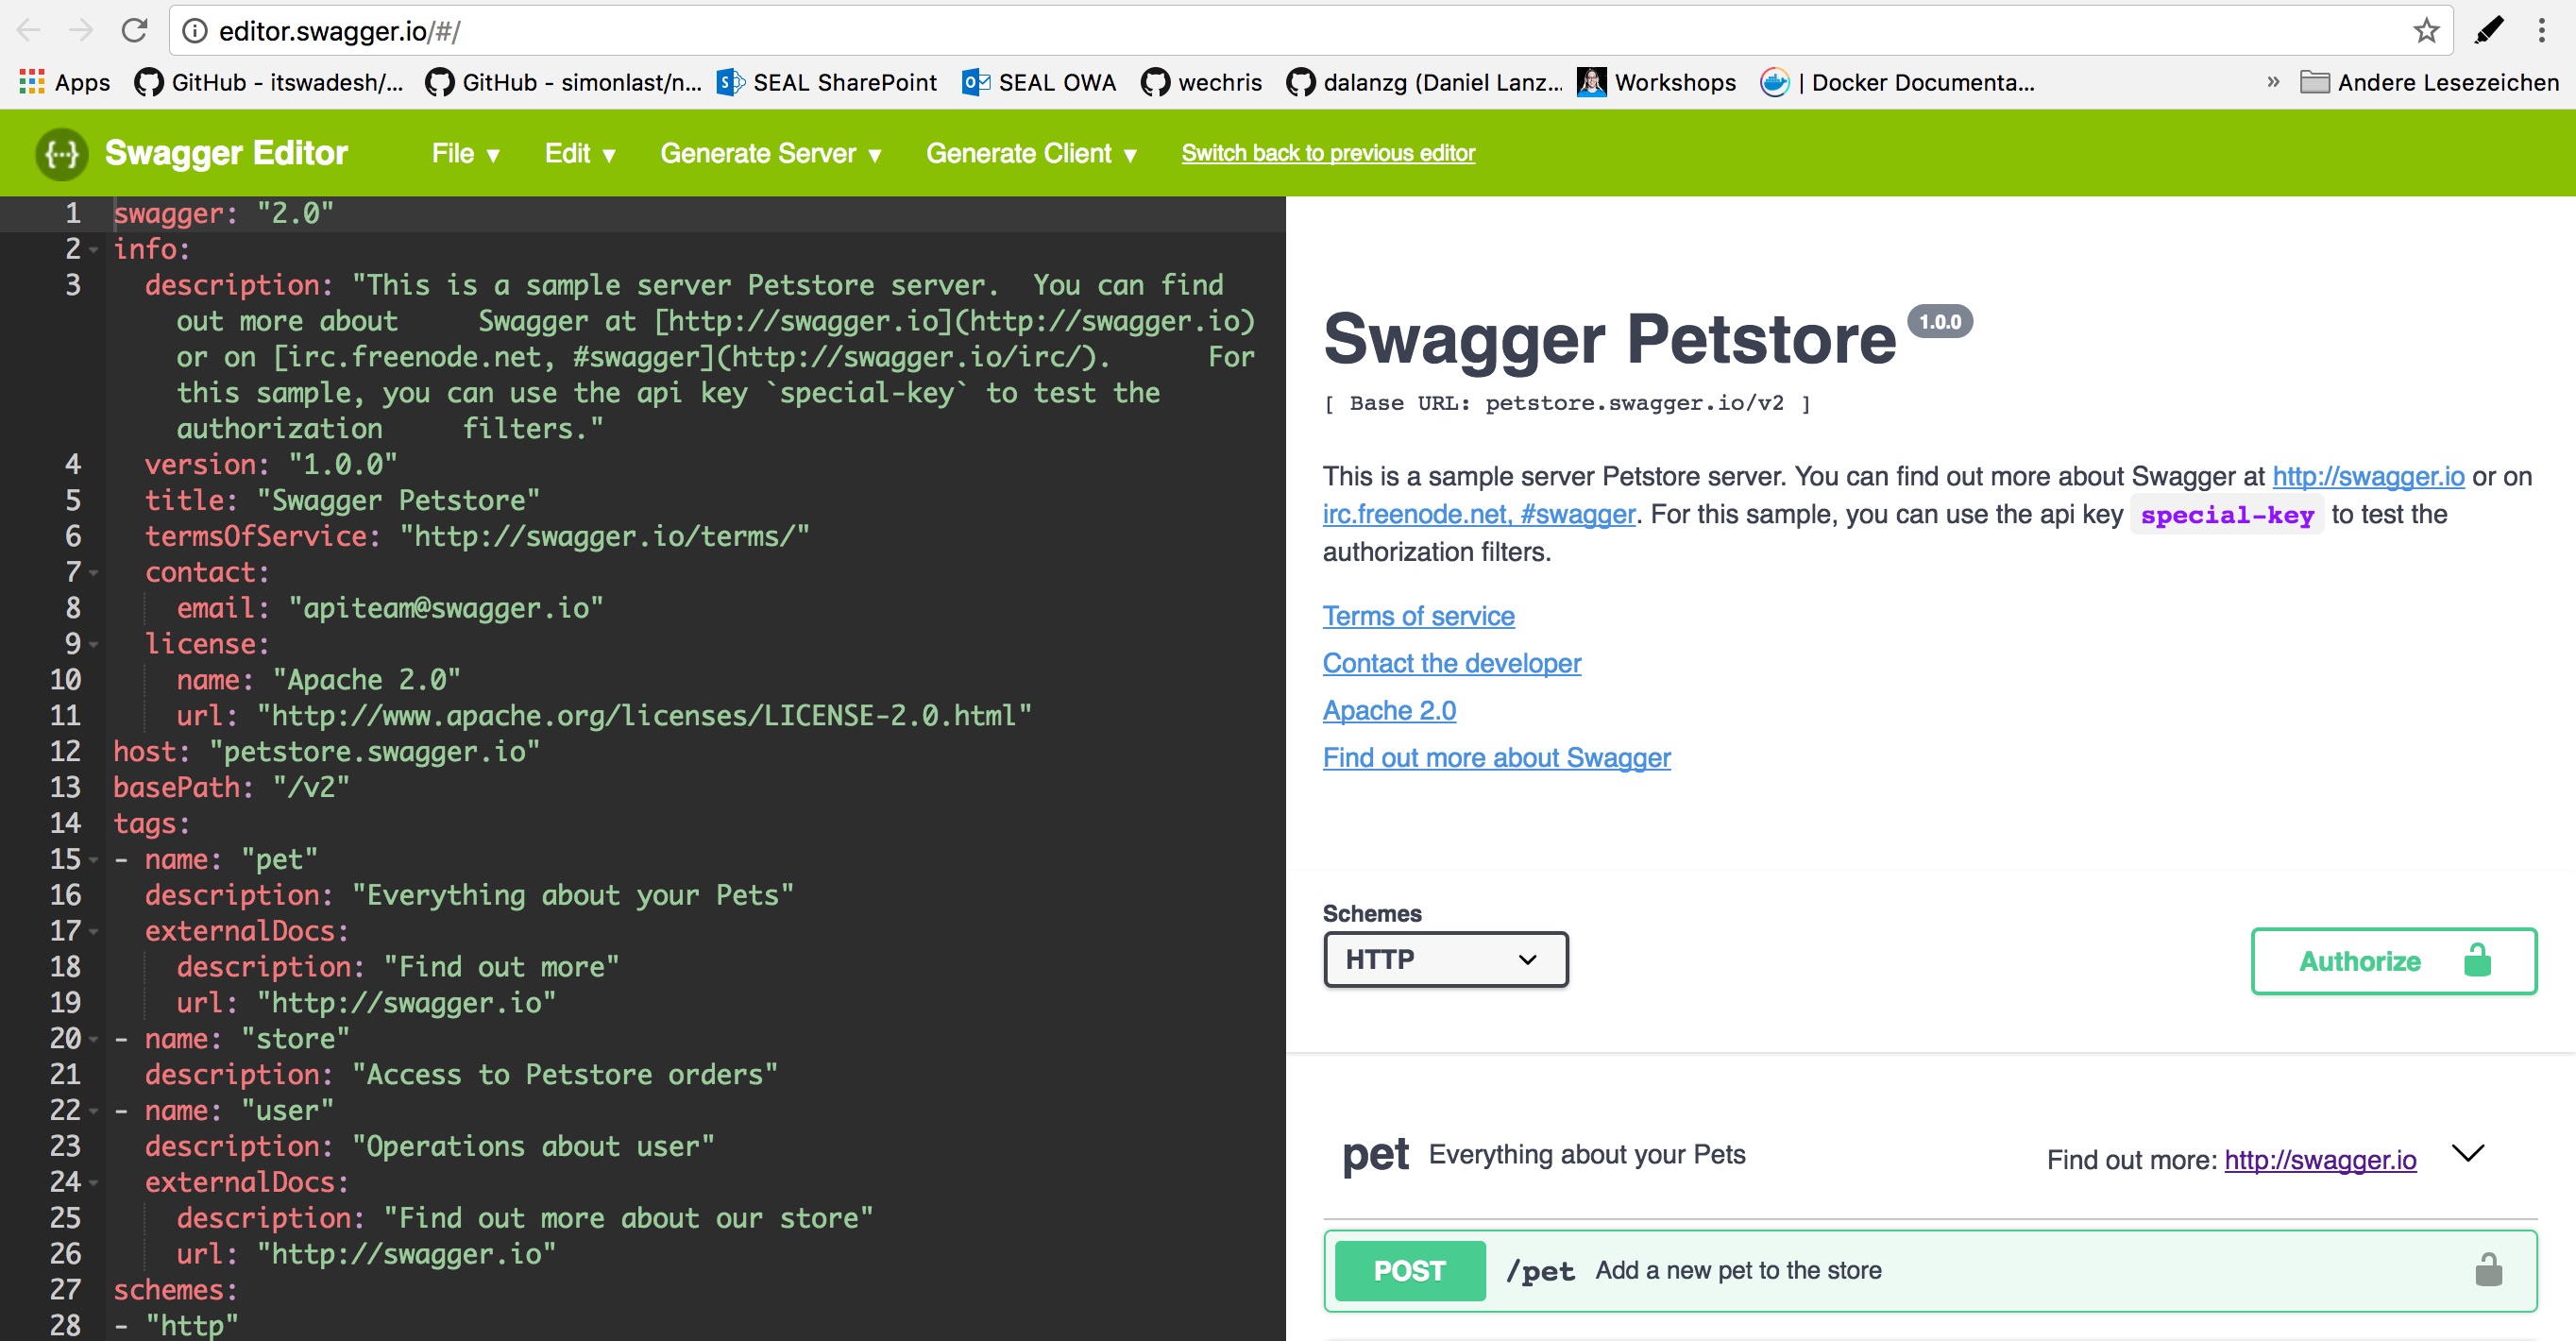 editor.swagger.io/#/
Apps GitHub - itswadesh/... GitHub - simonlast/n... SEAL SharePoint SEAL OWA wechris dalanzg (Daniel Lanz... Workshops | Docker Documenta... » Andere Lesezeichen
{···} Swagger Editor File ▼ Edit ▼ Generate Server ▼ Generate Client ▼ Switch back to previous editor
1 swagger: "2.0"
2 info:
3 description: "This is a sample server Petstore server.  You can find
out more about     Swagger at [http://swagger.io](http://swagger.io)
or on [irc.freenode.net, #swagger](http://swagger.io/irc/).      For
this sample, you can use the api key `special-key` to test the
authorization     filters."
4 version: "1.0.0"
5 title: "Swagger Petstore"
6 termsOfService: "http://swagger.io/terms/"
7 contact:
8 email: "apiteam@swagger.io"
9 license:
10 name: "Apache 2.0"
11 url: "http://www.apache.org/licenses/LICENSE-2.0.html"
12 host: "petstore.swagger.io"
13 basePath: "/v2"
14 tags:
15 - name: "pet"
16 description: "Everything about your Pets"
17 externalDocs:
18 description: "Find out more"
19 url: "http://swagger.io"
20 - name: "store"
21 description: "Access to Petstore orders"
22 - name: "user"
23 description: "Operations about user"
24 externalDocs:
25 description: "Find out more about our store"
26 url: "http://swagger.io"
27 schemes:
28 - "http"
Swagger Petstore 1.0.0
[ Base URL: petstore.swagger.io/v2 ]
This is a sample server Petstore server. You can find out more about Swagger at http://swagger.io or on
irc.freenode.net, #swagger. For this sample, you can use the api key special-key to test the
authorization filters.
Terms of service
Contact the developer
Apache 2.0
Find out more about Swagger
Schemes
HTTP
Authorize
pet Everything about your Pets Find out more: http://swagger.io
POST /pet Add a new pet to the store